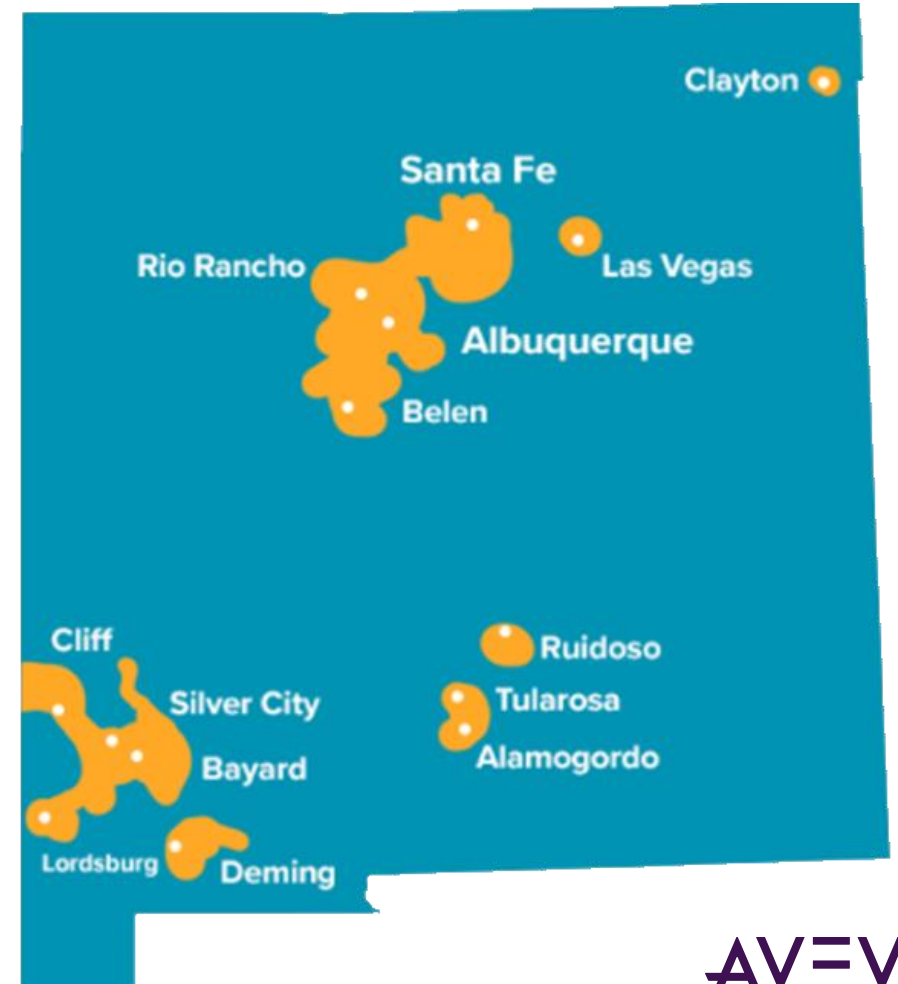 Clayton
Santa Fe
Rio Rancho
Las Vegas
Albuquerque
Belen
Cliff
Ruidoso
Silver City
Tularosa
Bayard
Alamogordo
Lordsburg
Deming